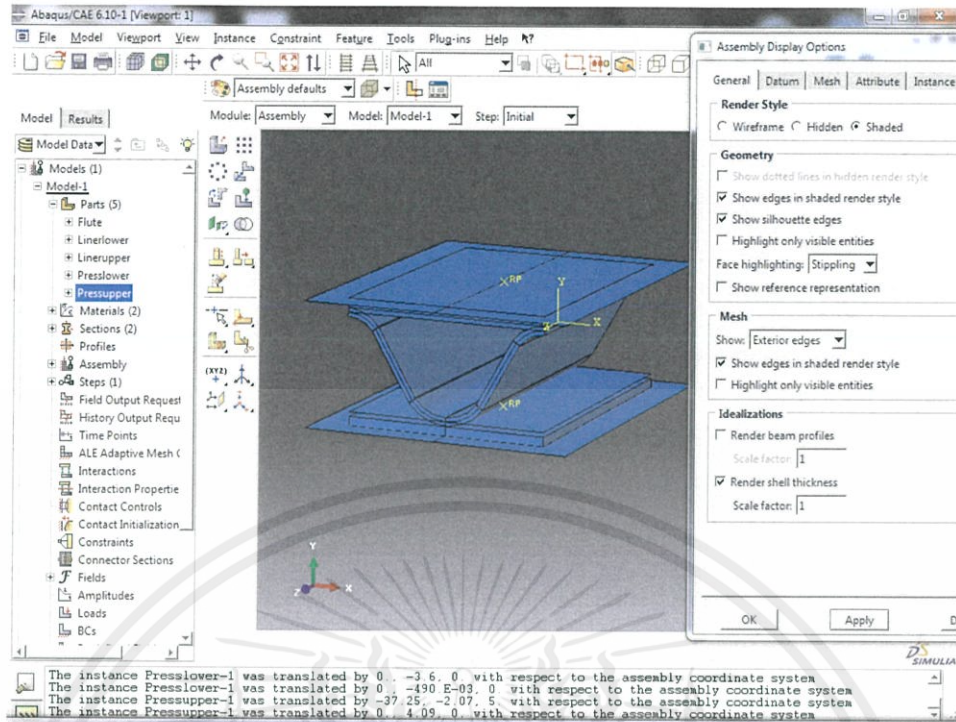 Abaqus/CAE 6.10-1 [Viewport: 1]
File Model Viewport View Instance Constraint Feature Tools Plug-ins Help
All
Assembly defaults
Module: Assembly Model: Model-1 Step: Initial
Model Results
Model Data
Models (1)
Model-1
Parts (5)
Flute
Linerlower
Linerupper
Presslower
Pressupper
Materials (2)
Sections (2)
Profiles
Assembly
Steps (1)
Field Output Request
History Output Requ
Time Points
ALE Adaptive Mesh C
Interactions
Interaction Propertie
Contact Controls
Contact Initialization
Constraints
Connector Sections
Fields
Amplitudes
Loads
BCs
(XYZ)
RP
Y
X
RP
Y
Z X
Assembly Display Options
General Datum Mesh Attribute Instance
Render Style
Wireframe Hidden Shaded
Geometry
Show dotted lines in hidden render style
Show edges in shaded render style
Show silhouette edges
Highlight only visible entities
Face highlighting: Stippling
Show reference representation
Mesh
Show: Exterior edges
Show edges in shaded render style
Highlight only visible entities
Idealizations
Render beam profiles
Scale factor: 1
Render shell thickness
Scale factor: 1
OK Apply D
SIMULIA
The instance Presslower-1 was translated by 0., -3.6, 0. with respect to the assembly coordinate system
The instance Presslower-1 was translated by 0., -490.E-03, 0. with respect to the assembly coordinate system
The instance Pressupper-1 was translated by -37.25, -2.07, 5. with respect to the assembly coordinate system
The instance Pressupper-1 was translated by 0., 4.09, 0. with respect to the assembly coordinate system